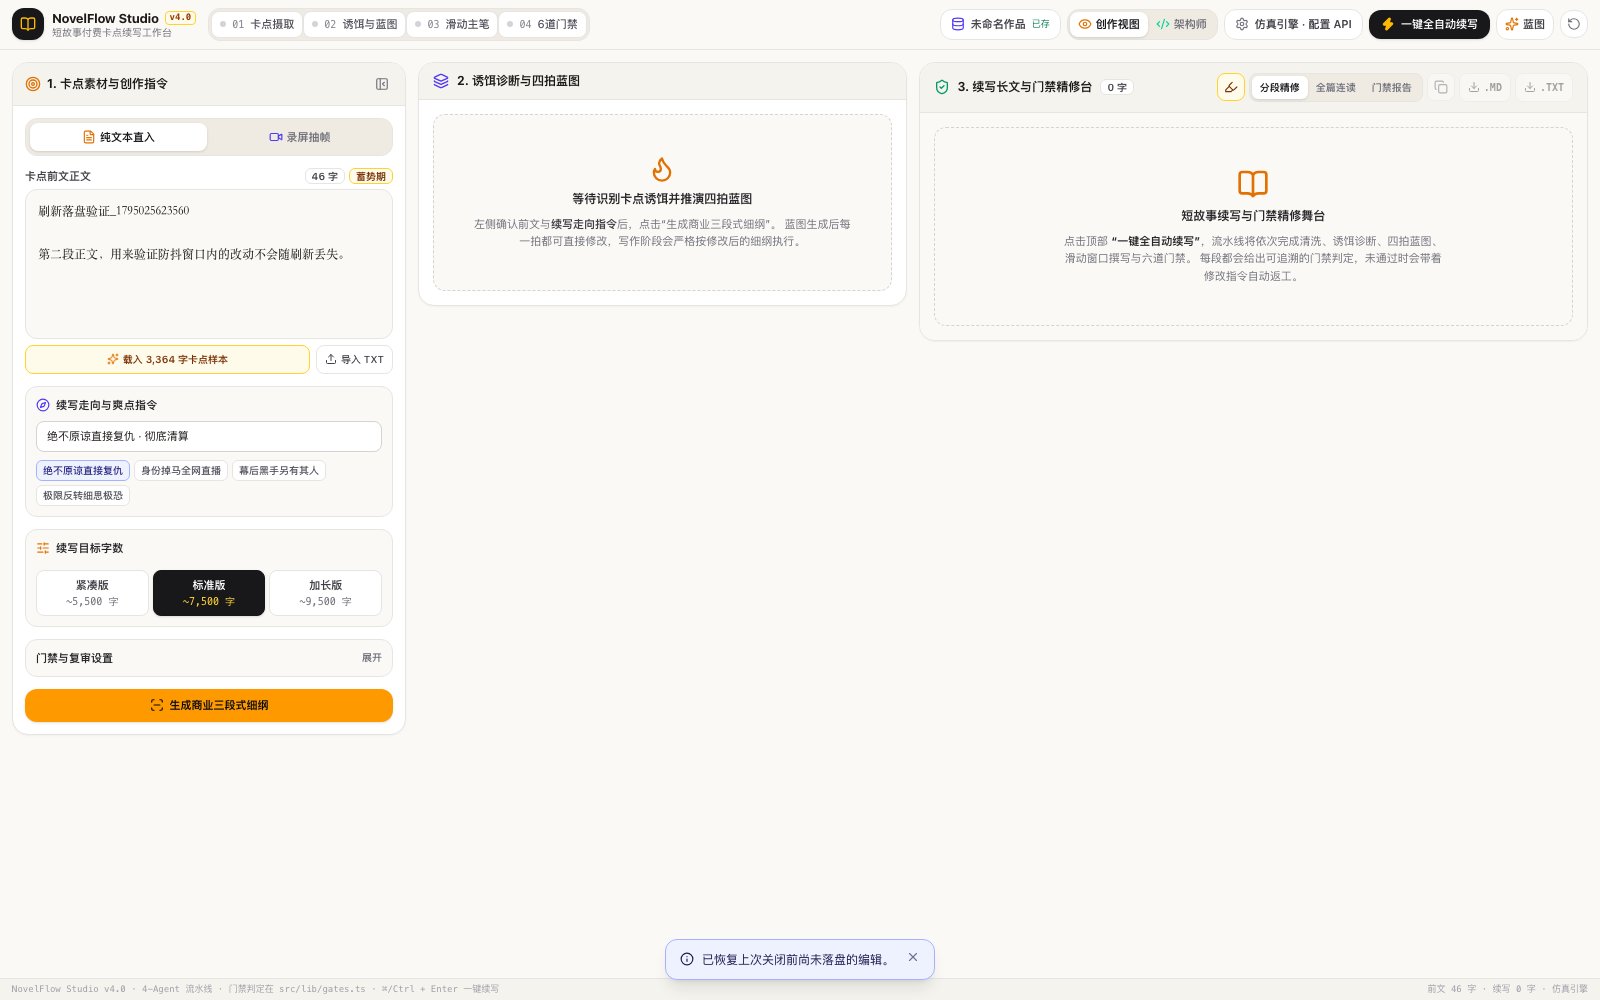 NovelFlow Studio v4.0
短故事付费卡点续写工作台
01 卡点摄取
02 诱饵与蓝图
03 滑动主笔
04 6道门禁
未命名作品 已存
创作视图
架构师
仿真引擎 · 配置 API
一键全自动续写
蓝图
1. 卡点素材与创作指令
纯文本直入
录屏抽帧
卡点前文正文
46 字
蓄势期
刷新落盘验证_1795025623560
第二段正文，用来验证防抖窗口内的改动不会随刷新丢失。
载入 3,364 字卡点样本
导入 TXT
续写走向与爽点指令
绝不原谅直接复仇 · 彻底清算
绝不原谅直接复仇
身份掉马全网直播
幕后黑手另有其人
极限反转细思极恐
续写目标字数
紧凑版
~5,500 字
标准版
~7,500 字
加长版
~9,500 字
门禁与复审设置
展开
生成商业三段式细纲
2. 诱饵诊断与四拍蓝图
等待识别卡点诱饵并推演四拍蓝图
左侧确认前文与续写走向指令后，点击“生成商业三段式细纲”。 蓝图生成后每
一拍都可直接修改，写作阶段会严格按修改后的细纲执行。
3. 续写长文与门禁精修台
0 字
分段精修
全篇连读
门禁报告
.MD
.TXT
短故事续写与门禁精修舞台
点击顶部 “一键全自动续写”，流水线将依次完成清洗、诱饵诊断、四拍蓝图、
滑动窗口撰写与六道门禁。 每段都会给出可追溯的门禁判定，未通过时会带着
修改指令自动返工。
已恢复上次关闭前尚未落盘的编辑。
NovelFlow Studio v4.0 · 4-Agent 流水线 · 门禁判定在 src/lib/gates.ts · ⌘/Ctrl + Enter 一键续写
前文 46 字 · 续写 0 字 · 仿真引擎